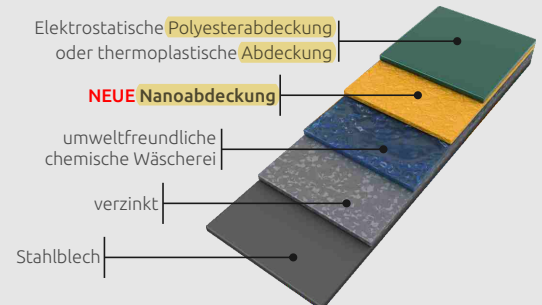 Elektrostatische Polyesterabdeckung
oder thermoplastische Abdeckung
NEUE Nanoabdeckung
umweltfreundliche
chemische Wäscherei
verzinkt
Stahlblech